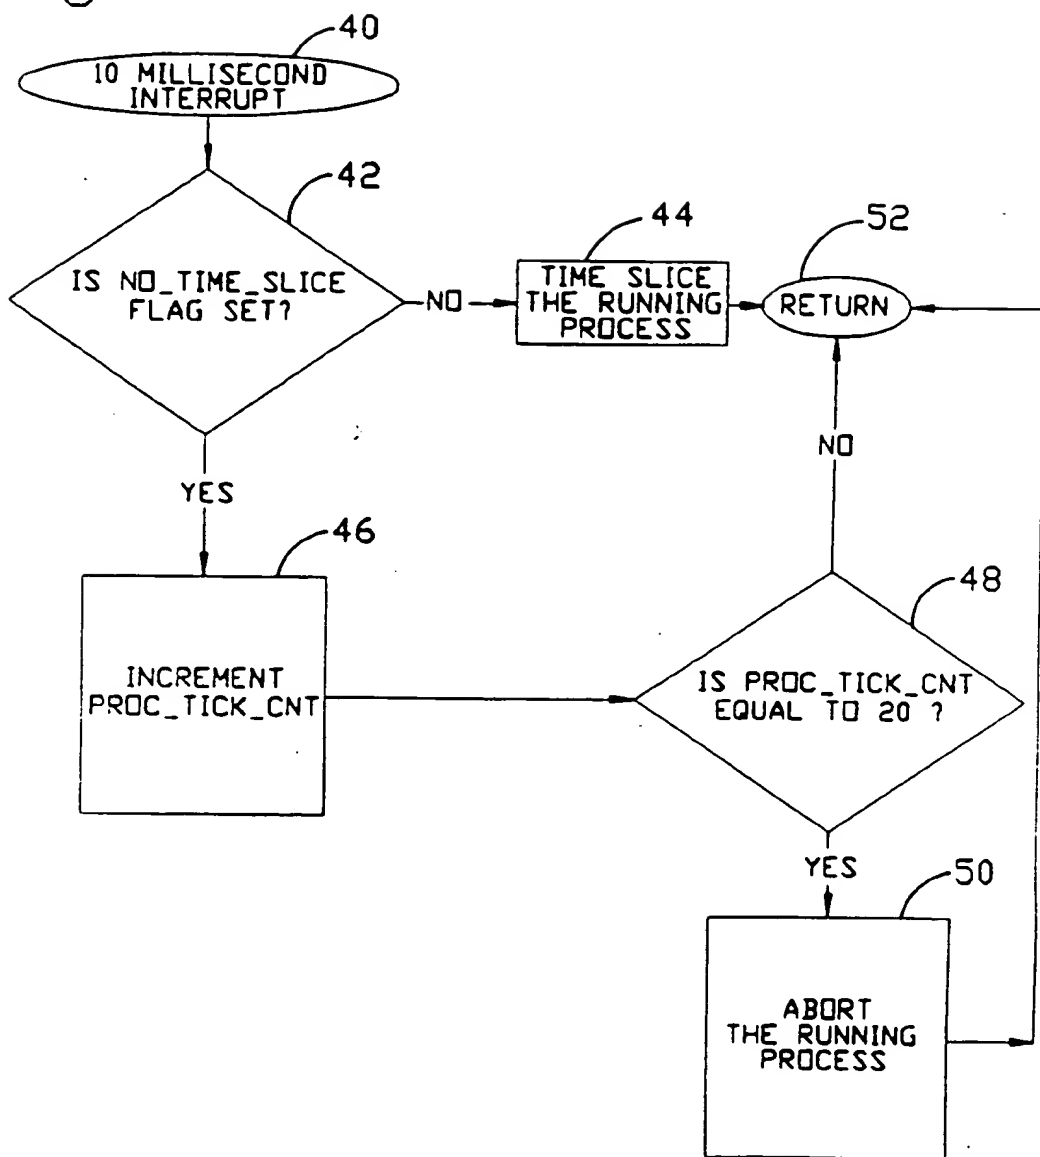 40
10 MILLISECOND
INTERRUPT
42
IS NO_TIME_SLICE
FLAG SET?
NO
44
TIME SLICE
THE RUNNING
PROCESS
52
RETURN
YES
NO
46
INCREMENT
PROC_TICK_CNT
48
IS PROC_TICK_CNT
EQUAL TO 20 ?
YES
50
ABORT
THE RUNNING
PROCESS